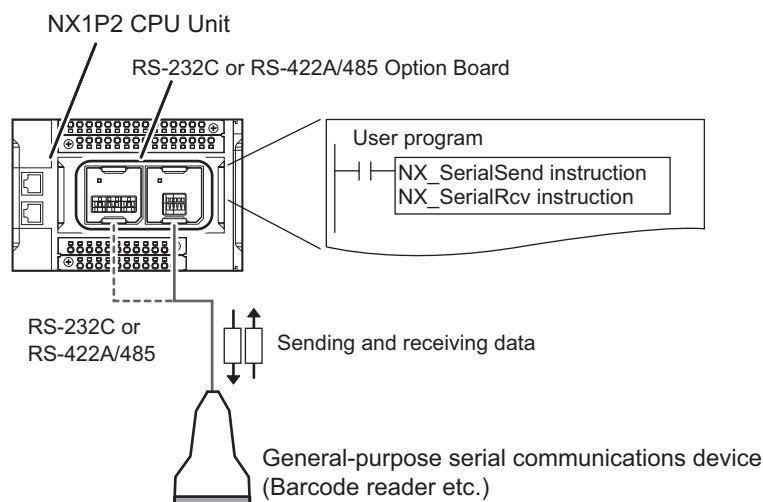 NX1P2 CPU Unit
RS-232C or RS-422A/485 Option Board
User program
NX_SerialSend instruction
NX_SerialRcv instruction
RS-232C or
RS-422A/485
Sending and receiving data
General-purpose serial communications device
(Barcode reader etc.)